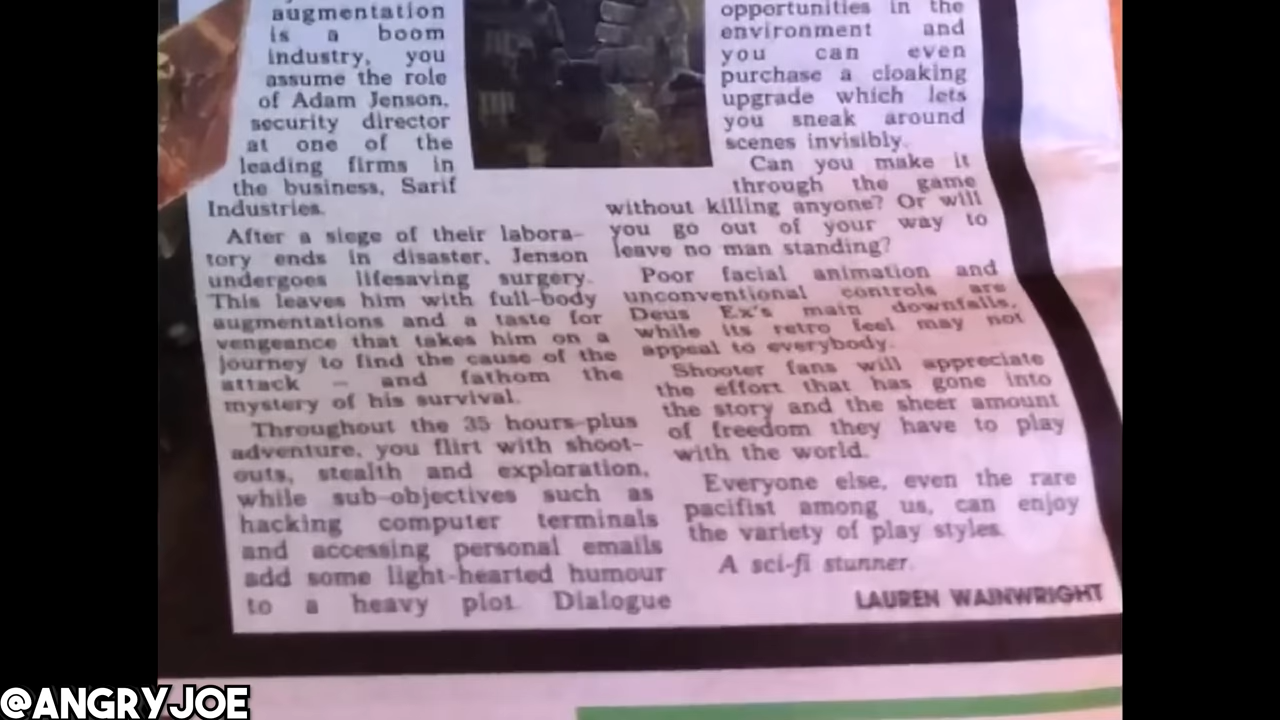 augmentation
is a boom
industry, you
assume the role
of Adam Jenson,
security director
at one of the
leading firms in
the business, Sarif
Industries.
After a siege of their labora-
tory ends in disaster, Jenson
undergoes lifesaving surgery.
This leaves him with full-body
augmentations and a taste for
vengeance that takes him on a
journey to find the cause of the
attack – and fathom the
mystery of his survival.
Throughout the 35 hours-plus
adventure, you flirt with shoot-
outs, stealth and exploration,
while sub-objectives such as
hacking computer terminals
and accessing personal emails
add some light-hearted humour
to a heavy plot. Dialogue
opportunities in the
environment and
you can even
purchase a cloaking
upgrade which lets
you sneak around
scenes invisibly.
Can you make it
through the game
without killing anyone? Or will
you go out of your way to
leave no man standing?
Poor facial animation and
unconventional controls are
Deus Ex's main downfalls,
while its retro feel may not
appeal to everybody.
Shooter fans will appreciate
the effort that has gone into
the story and the sheer amount
of freedom they have to play
with the world.
Everyone else, even the rare
pacifist among us, can enjoy
the variety of play styles.
A sci-fi stunner.
LAUREN WAINWRIGHT
@ANGRYJOE